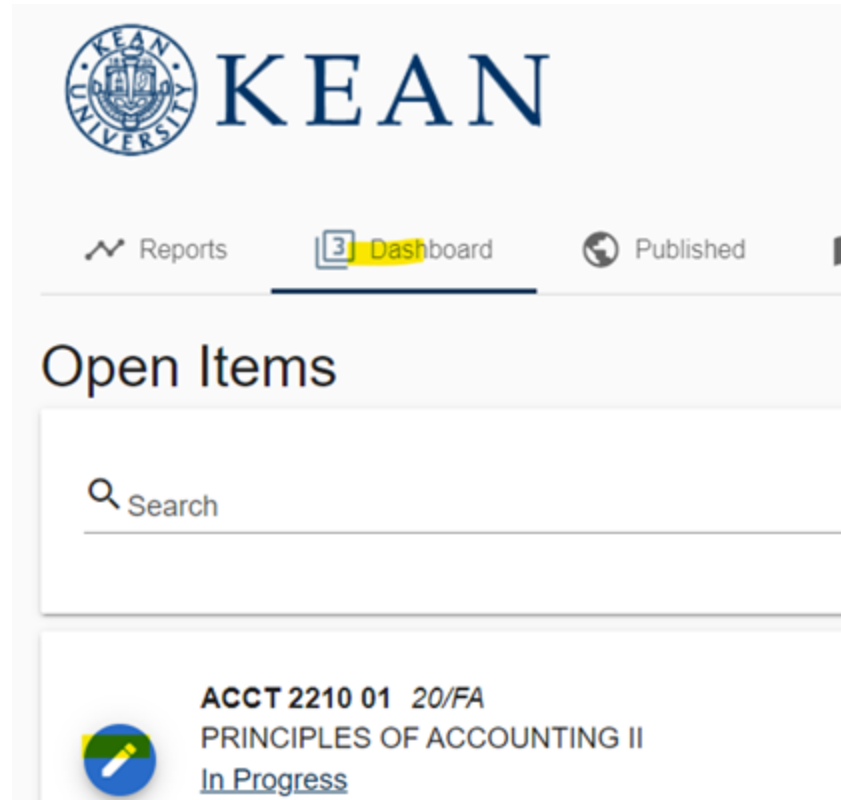 KEAN UNIVERSITY
KEAN
Reports
3 Dashboard
Published
Open Items
Search
ACCT 2210 01 20/FA
PRINCIPLES OF ACCOUNTING II
In Progress